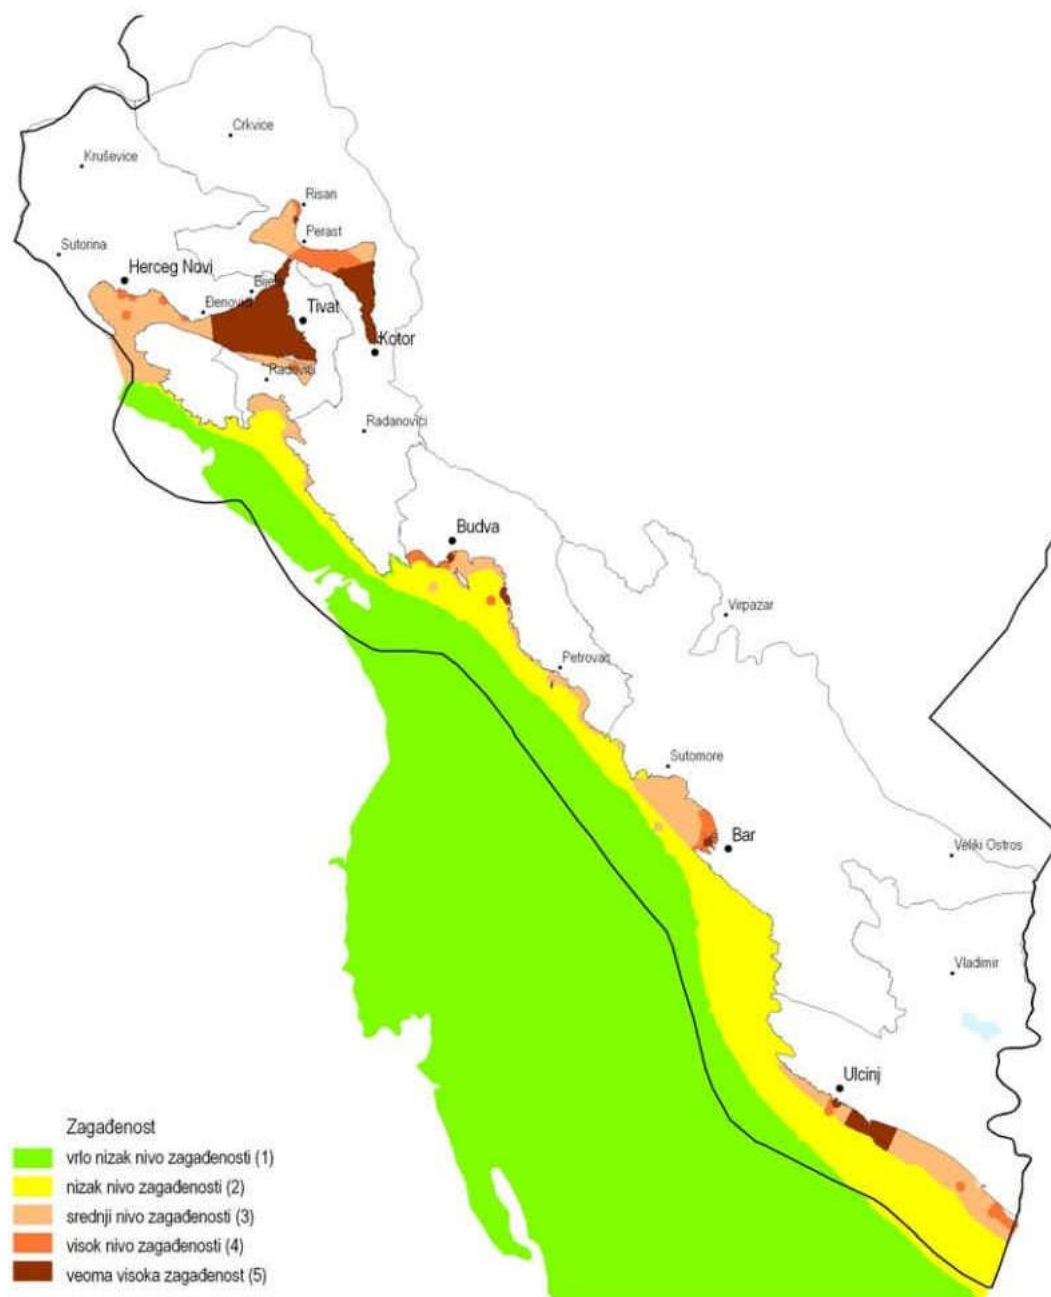 Crkvice
Kruševice
Risan
Perast
Sutorina
Herceg Novi
Đenovići
Tivat
Kotor
Radovići
Radanovići
Budva
Virpazar
Petrovac
Sutomore
Bar
Veliki Ostros
Vladimir
Ulcinj
Zagađenost
vrlo nizak nivo zagađenosti (1)
nizak nivo zagađenosti (2)
srednji nivo zagađenosti (3)
visok nivo zagađenosti (4)
veoma visoka zagađenost (5)